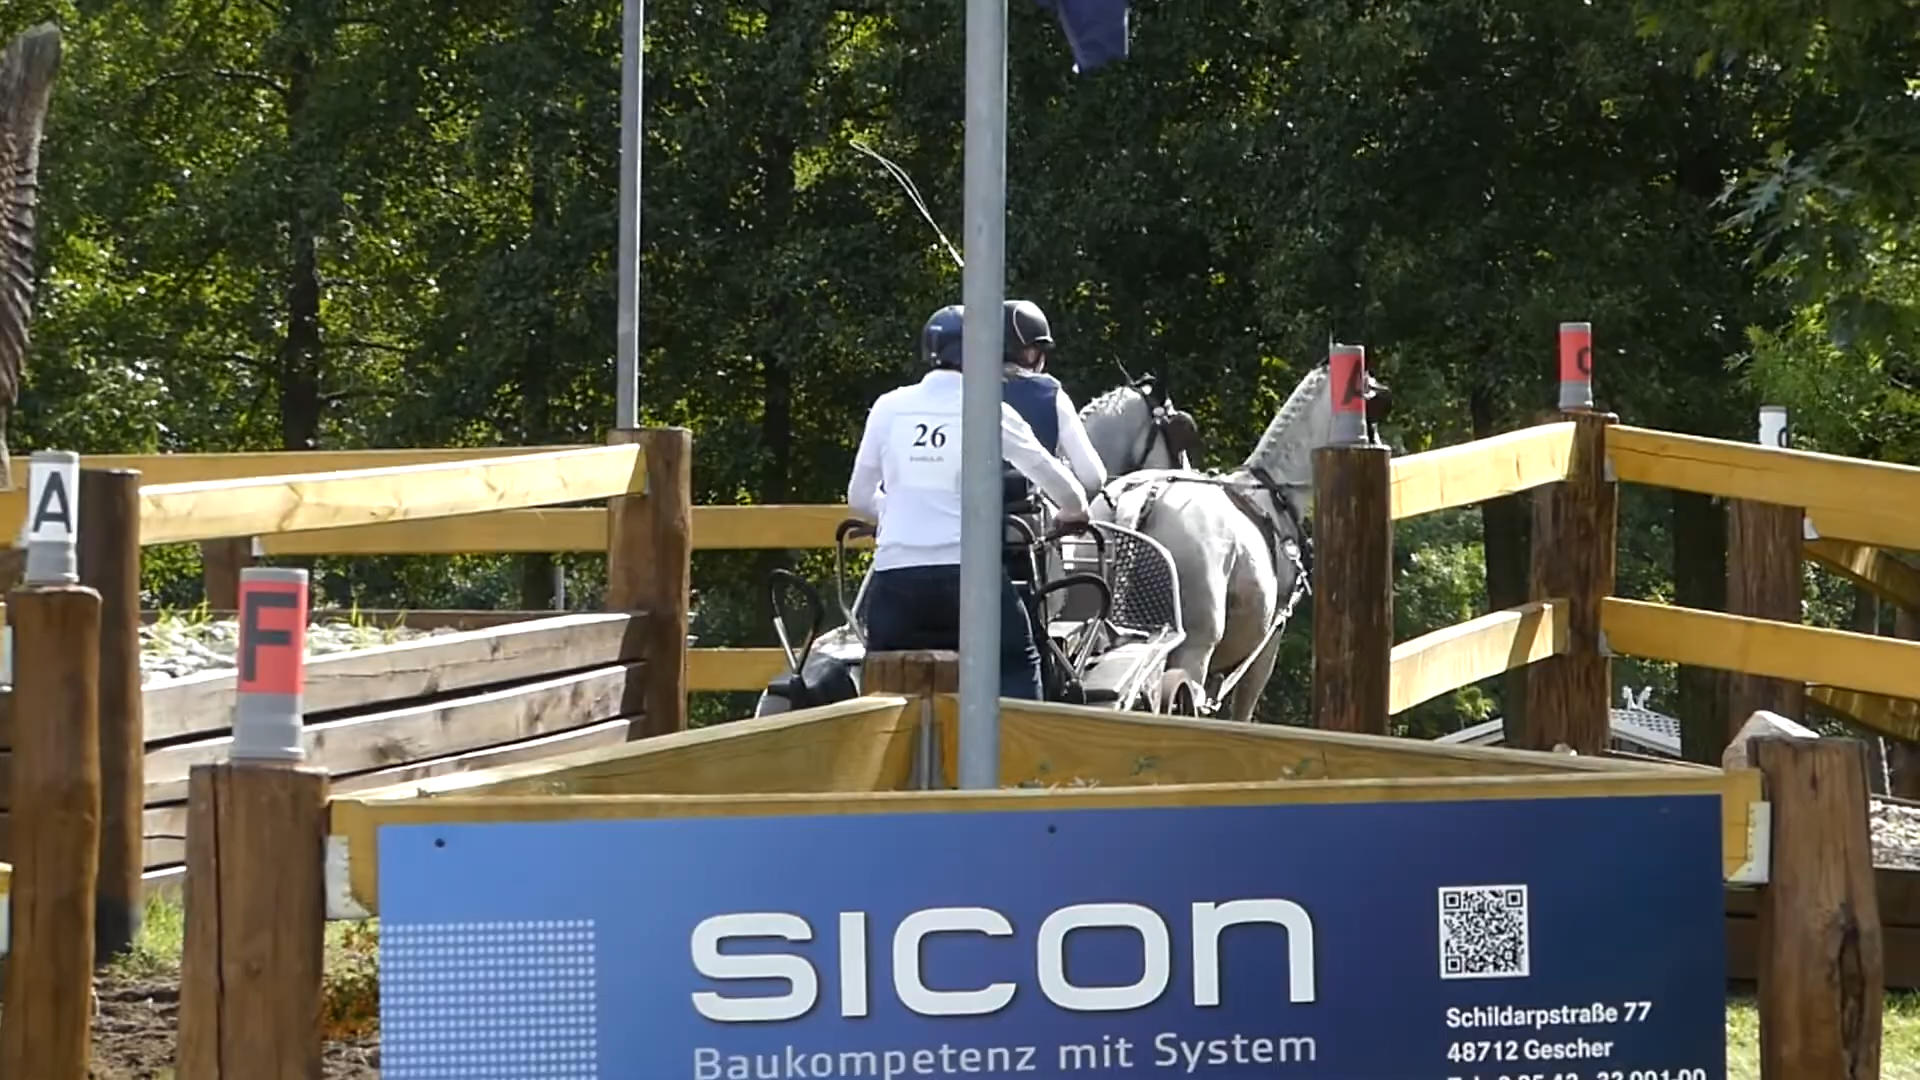 26
A
C
A
F
sicon
Baukompetenz mit System
Schildarpstraße 77
48712 Gescher